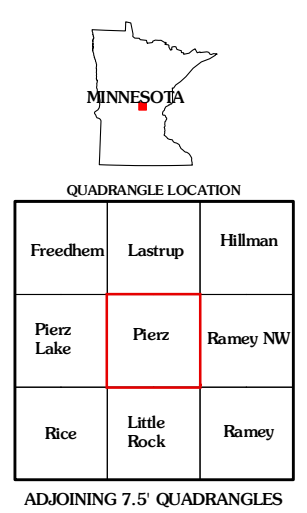 MINNESOTA
QUADRANGLE LOCATION
Freedhem
Lastrup
Hillman
Pierz
Lake
Pierz
Ramey NW
Rice
Little
Rock
Ramey
ADJOINING 7.5' QUADRANGLES